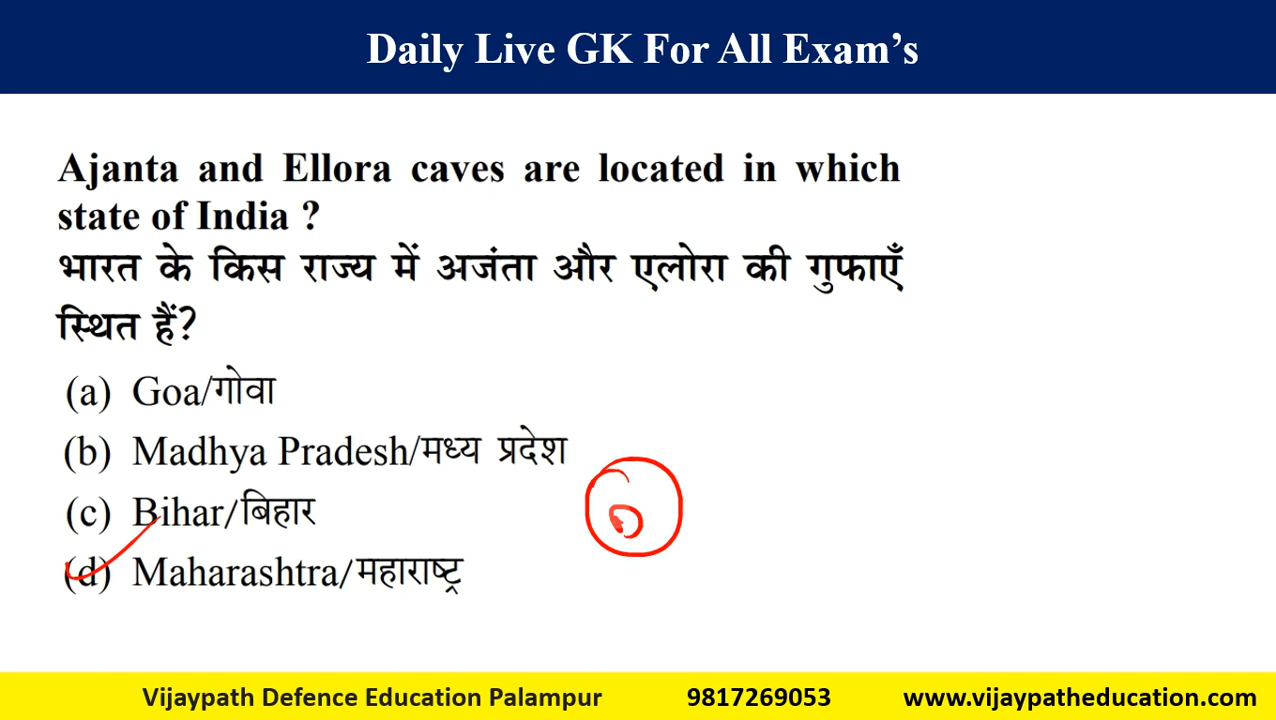 Daily Live GK For All Exam’s
Ajanta and Ellora caves are located in which
state of India ?
भारत के किस राज्य में अजंता और एलोरा की गुफाएँ
स्थित हैं?
(a) Goa/गोवा
(b) Madhya Pradesh/मध्य प्रदेश
(c) Bihar/बिहार
(d) Maharashtra/महाराष्ट्र
Vijaypath Defence Education Palampur 9817269053 www.vijaypatheducation.com